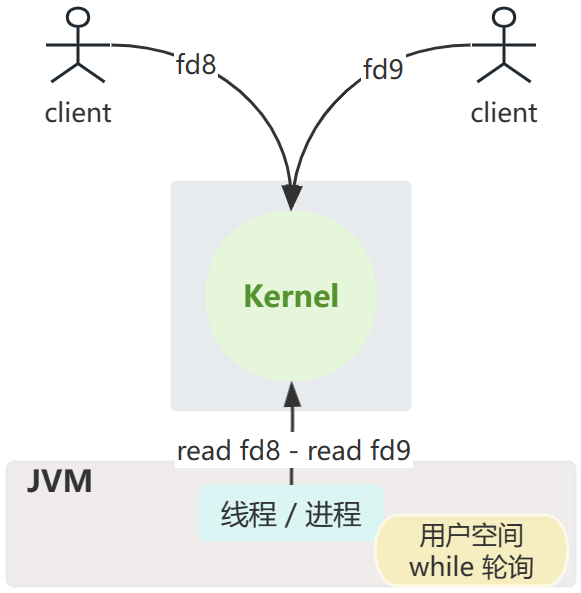 fd8
fd9
client
client
Kernel
read fd8 - read fd9
JVM
线程 / 进程
用户空间
while 轮询